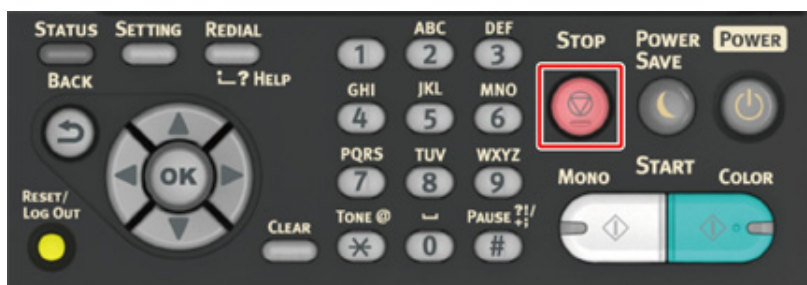 STATUS SETTING REDIAL ABC DEF STOP POWER SAVE POWER
1 2 3
BACK ? HELP GHI JKL MNO
4 5 6
OK PQRS TUV WXYZ MONO START COLOR
7 8 9
RESET/
LOG OUT
CLEAR TONE @ ⎵ PAUSE ?!/+:
* 0 #